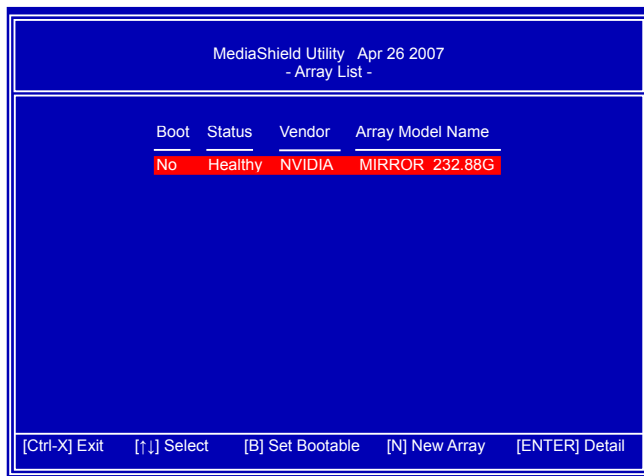 MediaShield Utility Apr 26 2007
- Array List -
Boot Status Vendor Array Model Name
No Healthy NVIDIA MIRROR 232.88G
[Ctrl-X] Exit [↑↓] Select [B] Set Bootable [N] New Array [ENTER] Detail